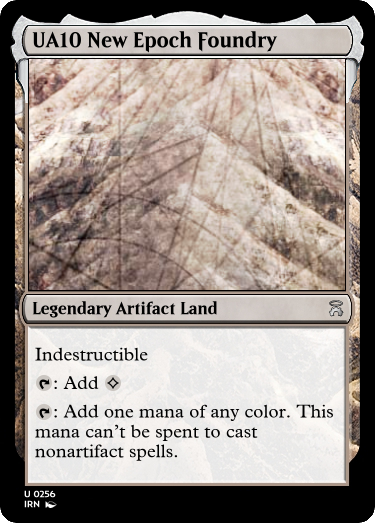 UA10 New Epoch Foundry
Legendary Artifact Land
Indestructible
: Add
: Add one mana of any color. This
mana can't be spent to cast
nonartifact spells.
U 0256
IRN